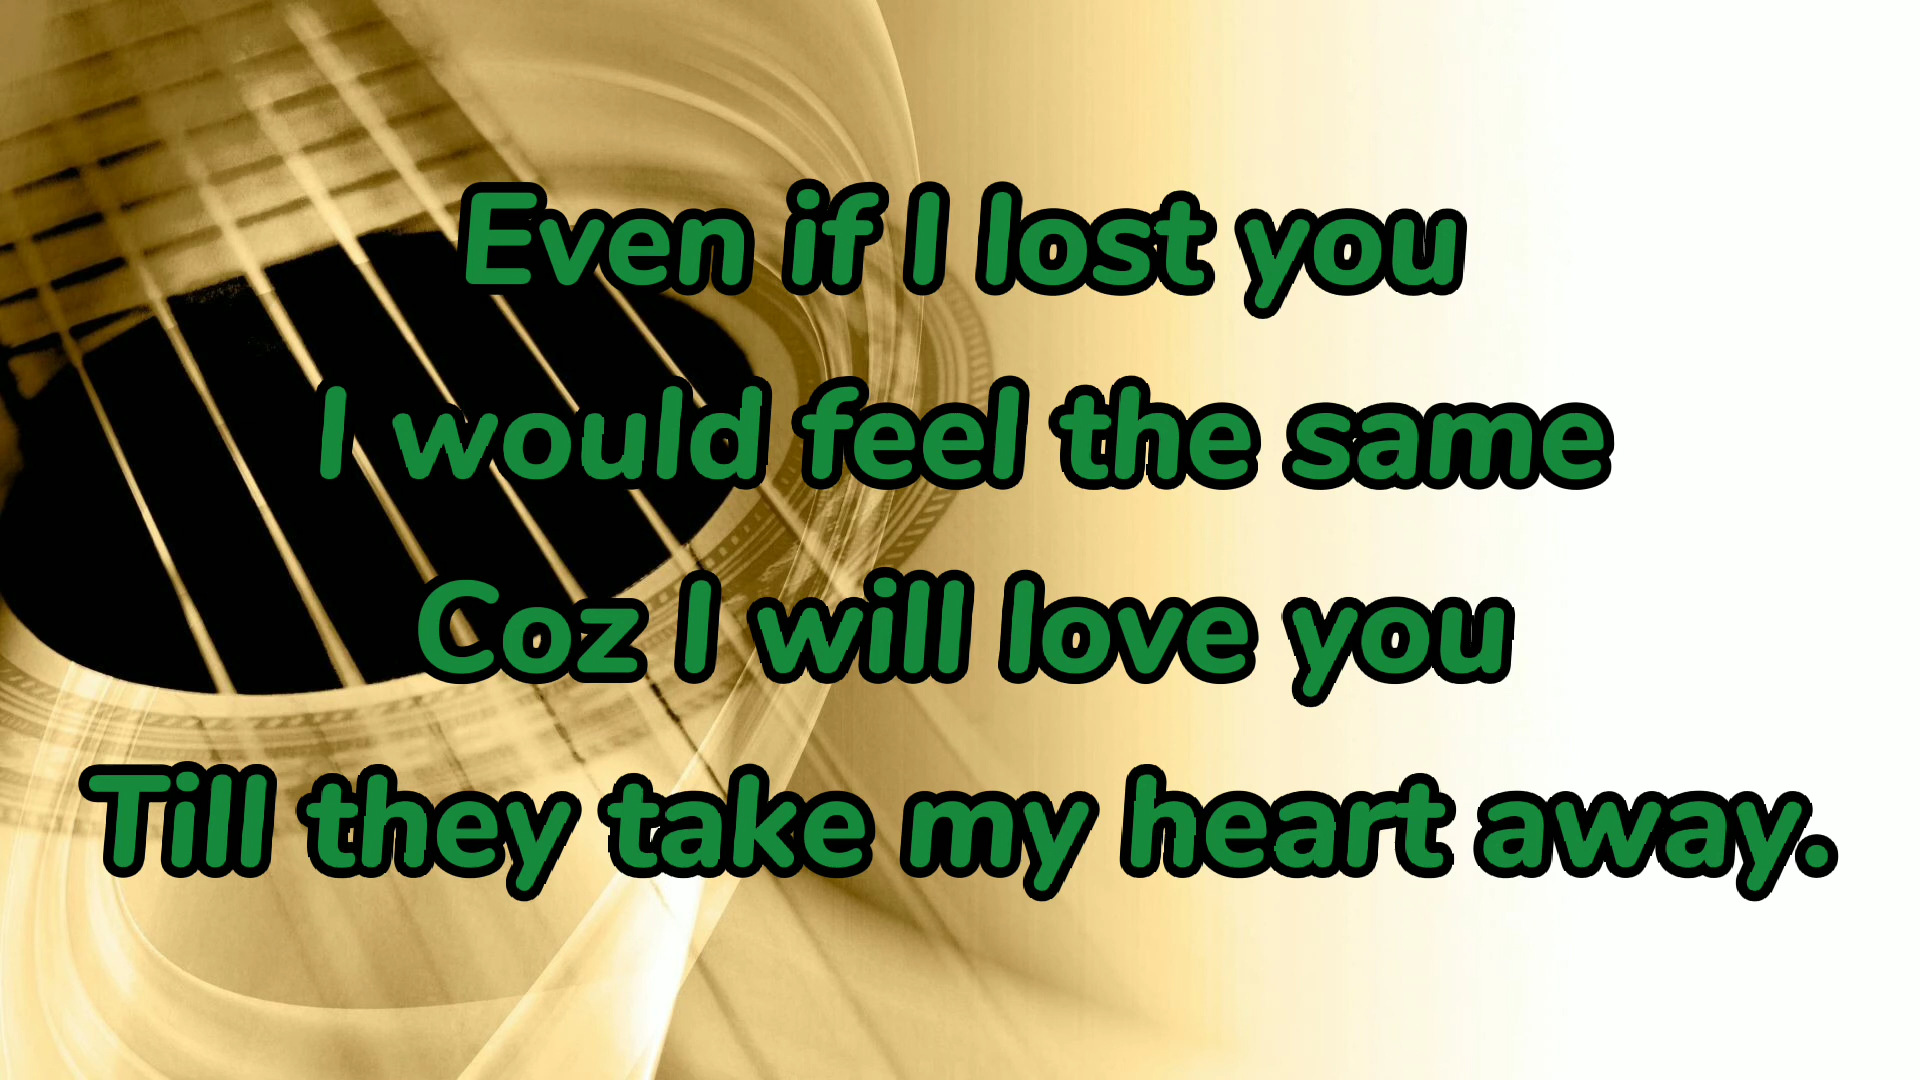 Even if I lost you
I would feel the same
Coz I will love you
Till they take my heart away.